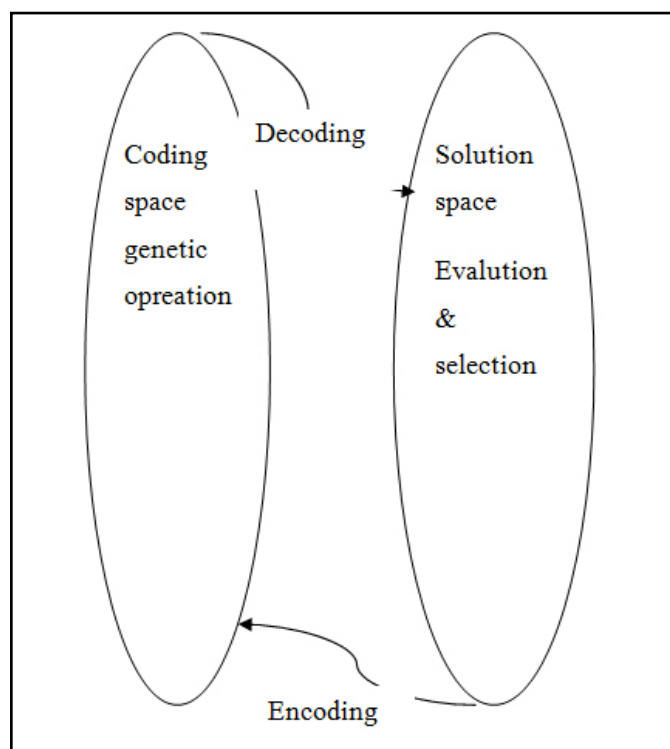 Decoding
Coding
space
genetic
opreation
Solution
space
Evalution
&
selection
Encoding